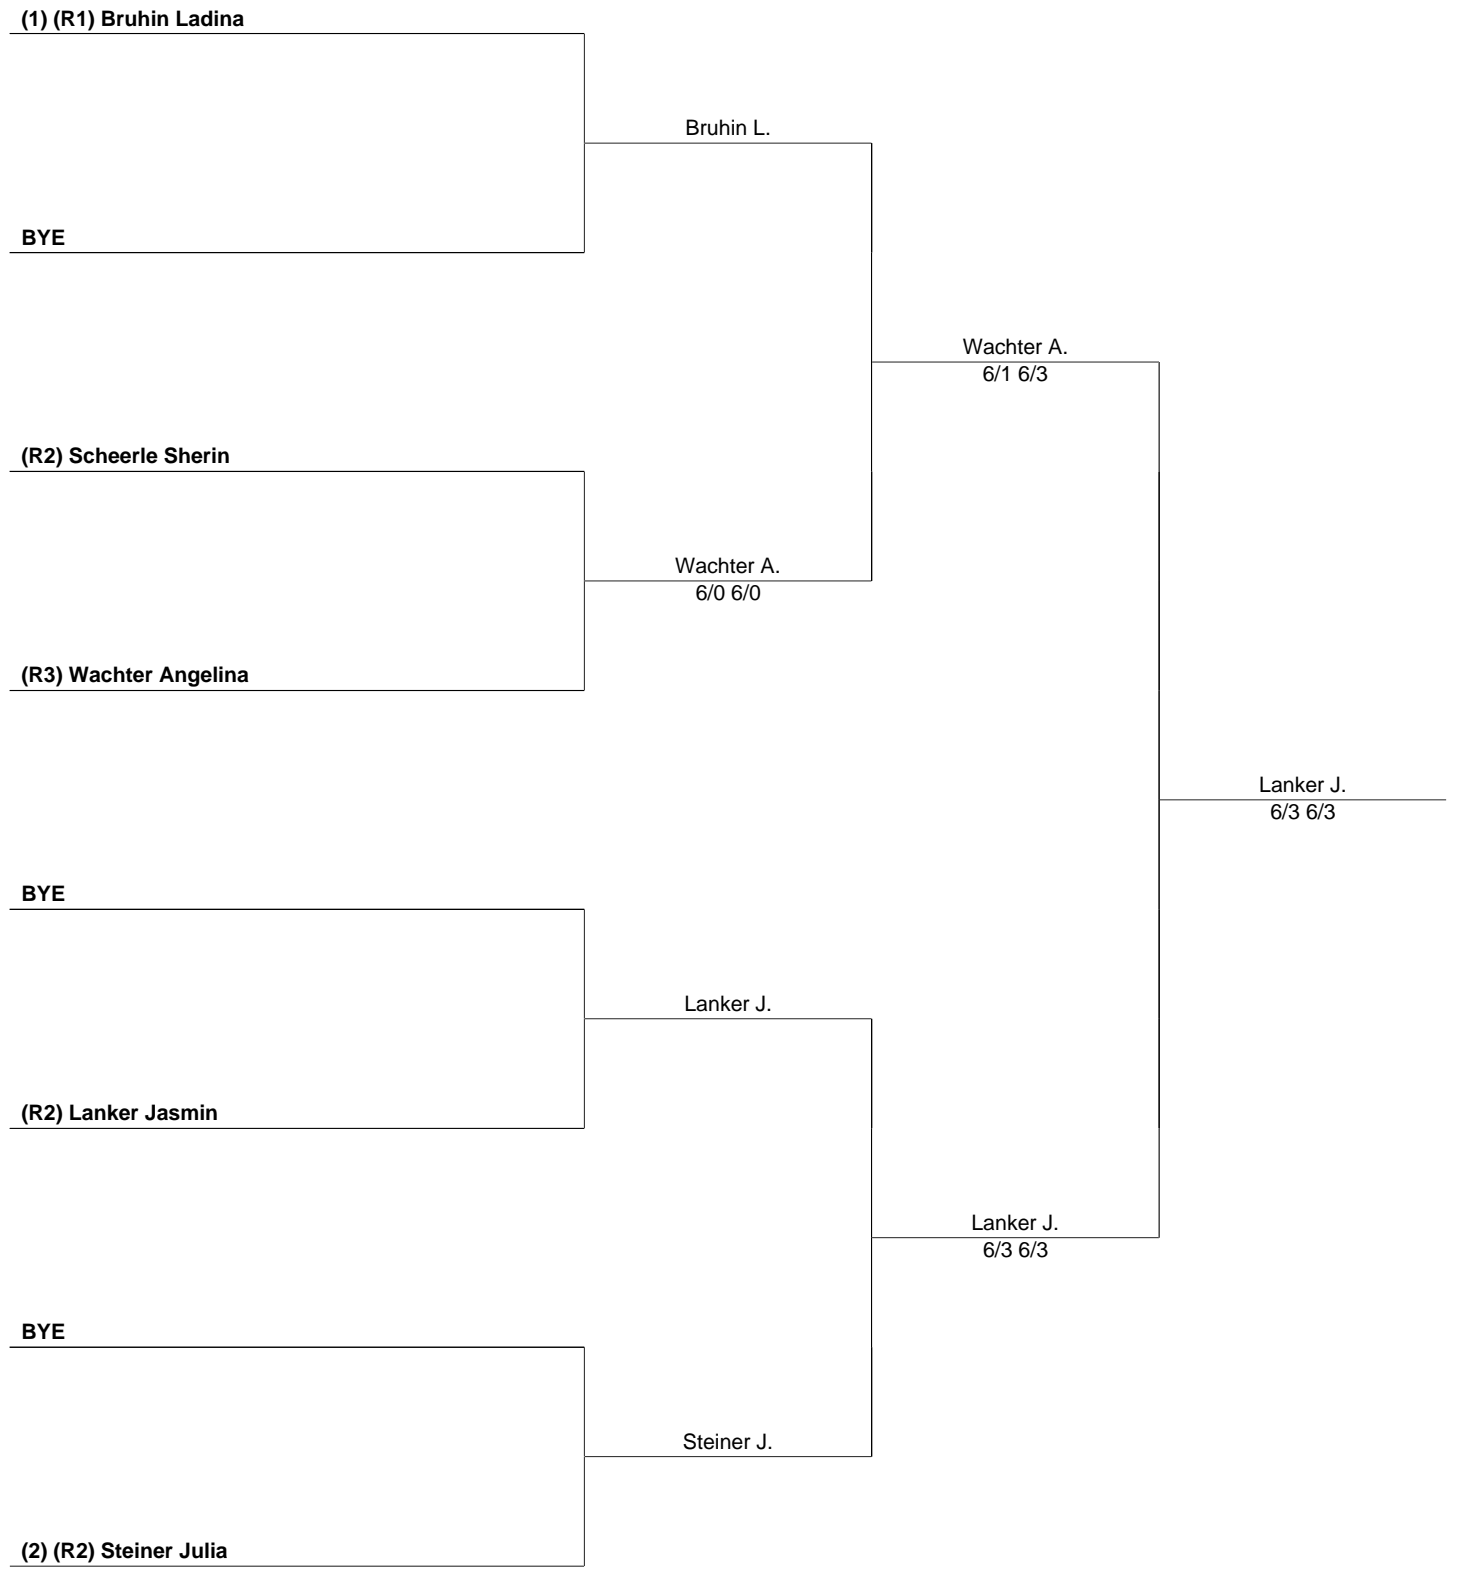 (1) (R1) Bruhin Ladina
Bruhin L.
BYE
Wachter A.
6/1 6/3
(R2) Scheerle Sherin
Wachter A.
6/0 6/0
(R3) Wachter Angelina
Lanker J.
6/3 6/3
BYE
Lanker J.
(R2) Lanker Jasmin
Lanker J.
6/3 6/3
BYE
Steiner J.
(2) (R2) Steiner Julia